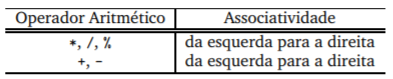 Operador Aritmético Associatividade
*, /, % da esquerda para a direita
+, - da esquerda para a direita